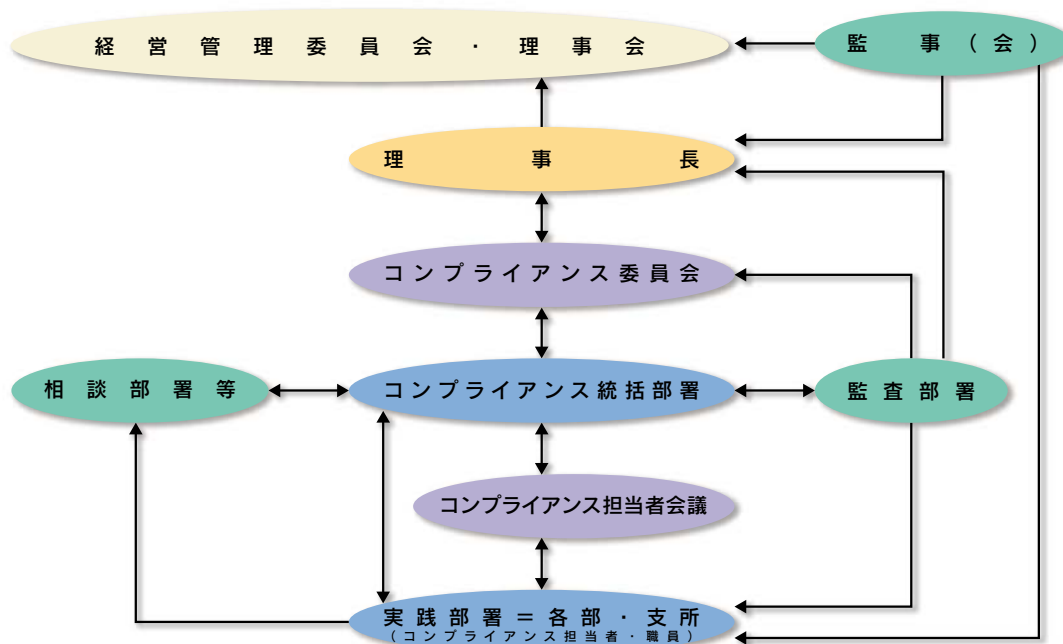 経営管理委員会・理事会
監事(会)
理事長
コンプライアンス委員会
相談部署等
コンプライアンス統括部署
監査部署
コンプライアンス担当者会議
実践部署＝各部・支所
(コンプライアンス担当者・職員)